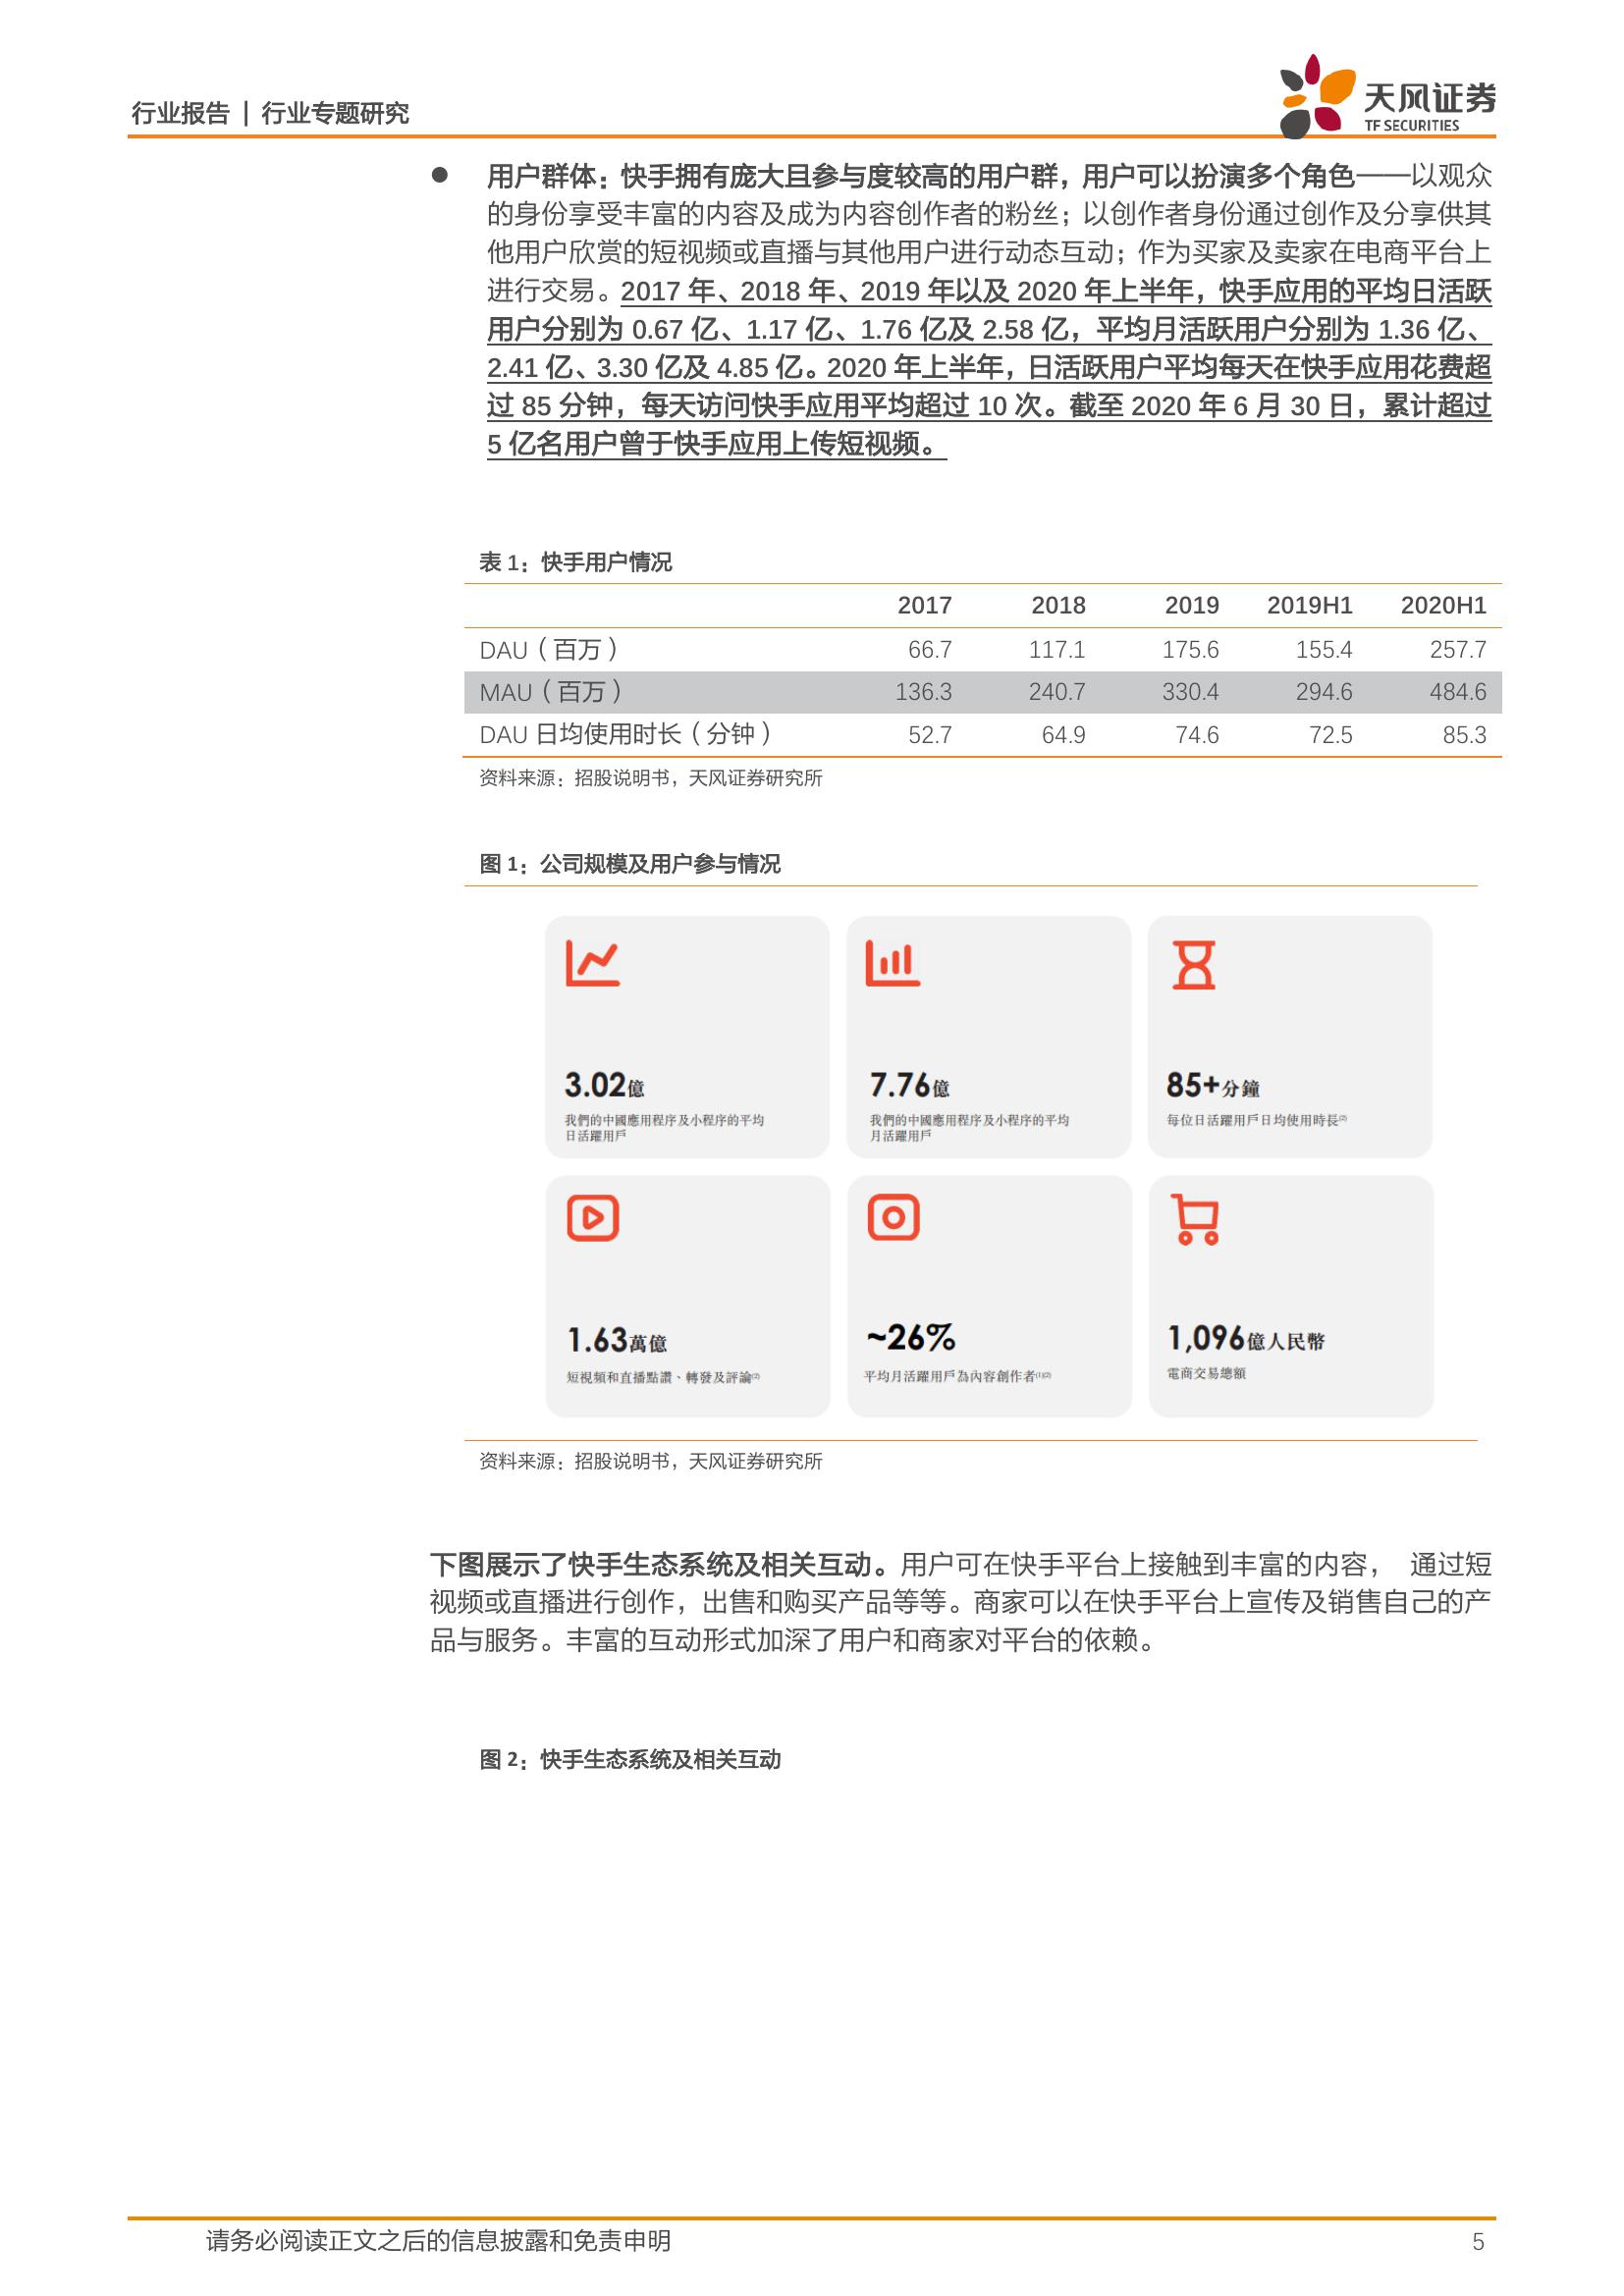 行业报告 | 行业专题研究
天风证券
TF SECURITIES
● 用户群体：快手拥有庞大且参与度较高的用户群，用户可以扮演多个角色——以观众
的身份享受丰富的内容及成为内容创作者的粉丝；以创作者身份通过创作及分享供其
他用户欣赏的短视频或直播与其他用户进行动态互动；作为买家及卖家在电商平台上
进行交易。2017 年、2018 年、2019 年以及 2020 年上半年，快手应用的平均日活跃
用户分别为 0.67 亿、1.17 亿、1.76 亿及 2.58 亿，平均月活跃用户分别为 1.36 亿、
2.41 亿、3.30 亿及 4.85 亿。2020 年上半年，日活跃用户平均每天在快手应用花费超
过 85 分钟，每天访问快手应用平均超过 10 次。截至 2020 年 6 月 30 日，累计超过
5 亿名用户曾于快手应用上传短视频。
表 1：快手用户情况
2017 2018 2019 2019H1 2020H1
DAU（百万） 66.7 117.1 175.6 155.4 257.7
MAU（百万） 136.3 240.7 330.4 294.6 484.6
DAU 日均使用时长（分钟） 52.7 64.9 74.6 72.5 85.3
资料来源：招股说明书，天风证券研究所
图 1：公司规模及用户参与情况
3.02億
我們的中國應用程序及小程序的平均
日活躍用戶
7.76億
我們的中國應用程序及小程序的平均
月活躍用戶
85+分鐘
每位日活躍用戶日均使用時長(2)
1.63萬億
短視頻和直播點讚、轉發及評論(2)
~26%
平均月活躍用戶為內容創作者(1)(2)
1,096億人民幣
電商交易總額
资料来源：招股说明书，天风证券研究所
下图展示了快手生态系统及相关互动。用户可在快手平台上接触到丰富的内容， 通过短
视频或直播进行创作，出售和购买产品等等。商家可以在快手平台上宣传及销售自己的产
品与服务。丰富的互动形式加深了用户和商家对平台的依赖。
图 2：快手生态系统及相关互动
请务必阅读正文之后的信息披露和免责申明
5